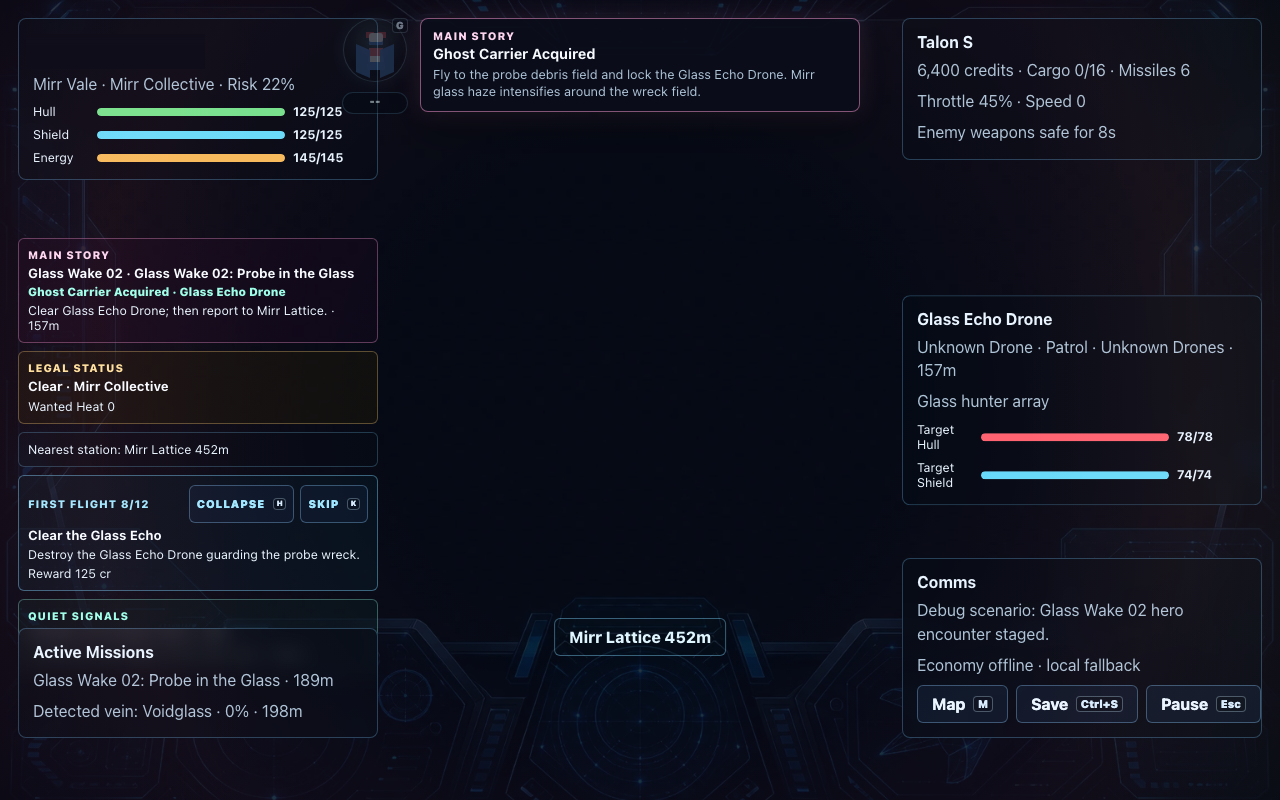 Mirr Vale · Mirr Collective · Risk 22%
Hull 125/125
Shield 125/125
Energy 145/145
G
--
MAIN STORY
Ghost Carrier Acquired
Fly to the probe debris field and lock the Glass Echo Drone. Mirr
glass haze intensifies around the wreck field.
Talon S
6,400 credits · Cargo 0/16 · Missiles 6
Throttle 45% · Speed 0
Enemy weapons safe for 8s
MAIN STORY
Glass Wake 02 · Glass Wake 02: Probe in the Glass
Ghost Carrier Acquired · Glass Echo Drone
Clear Glass Echo Drone; then report to Mirr Lattice. ·
157m
LEGAL STATUS
Clear · Mirr Collective
Wanted Heat 0
Nearest station: Mirr Lattice 452m
FIRST FLIGHT 8/12
COLLAPSE H
SKIP K
Clear the Glass Echo
Destroy the Glass Echo Drone guarding the probe wreck.
Reward 125 cr
QUIET SIGNALS
Active Missions
Glass Wake 02: Probe in the Glass · 189m
Detected vein: Voidglass · 0% · 198m
Mirr Lattice 452m
Glass Echo Drone
Unknown Drone · Patrol · Unknown Drones ·
157m
Glass hunter array
Target
Hull
78/78
Target
Shield
74/74
Comms
Debug scenario: Glass Wake 02 hero
encounter staged.
Economy offline · local fallback
Map M
Save Ctrl+S
Pause Esc